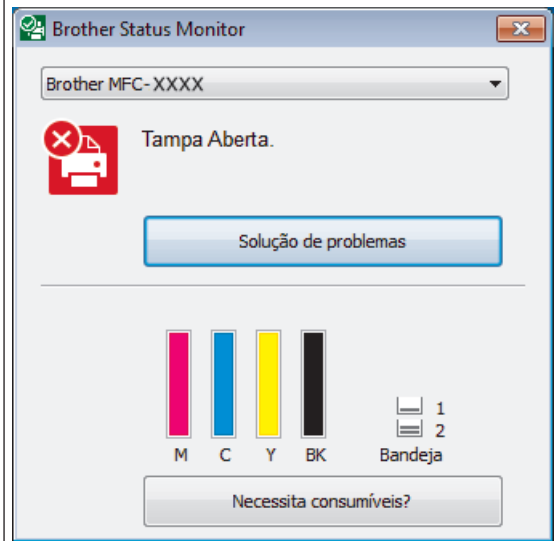 Brother Status Monitor
Brother MFC-XXXX
Tampa Aberta.
Solução de problemas
1
2
M C Y BK Bandeja
Necessita consumíveis?